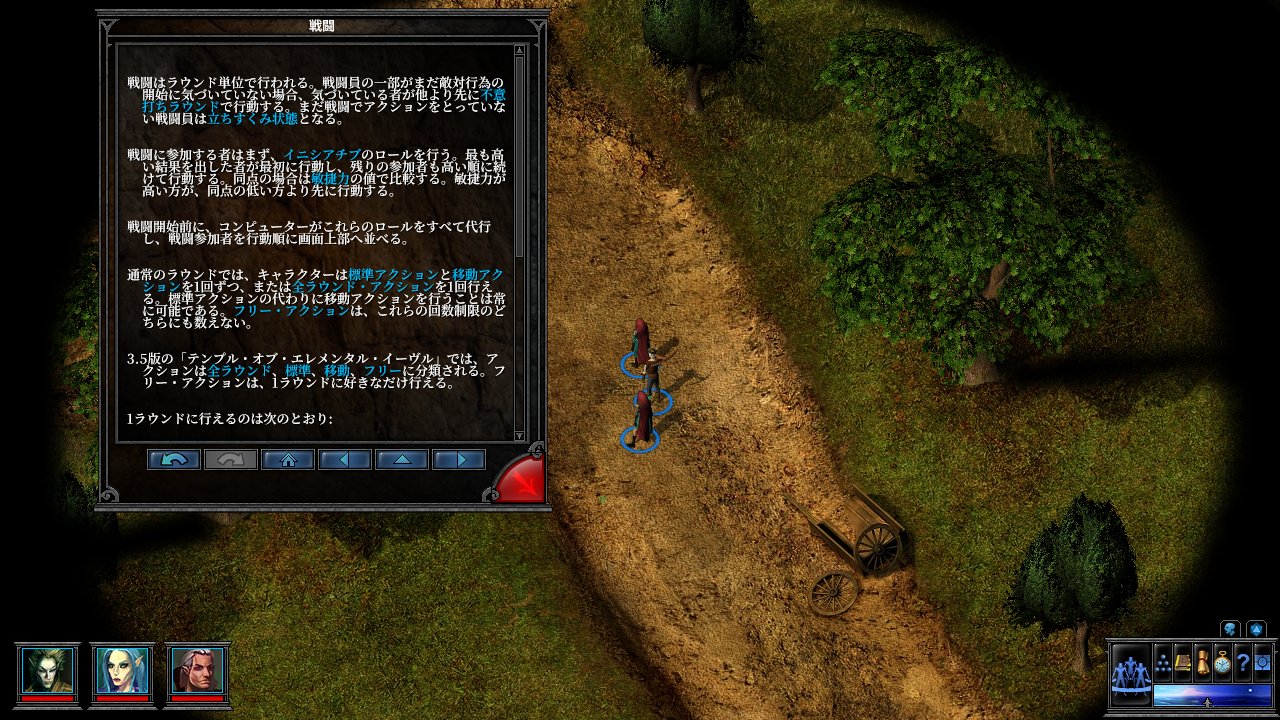 戦闘
戦闘はラウンド単位で行われる。戦闘員の一部がまだ敵対行為の
開始に気づいていない場合、気づいている者が他より先に不意
打ちラウンドで行動する。まだ戦闘でアクションをとっていな
い戦闘員は立ちすくみ状態となる。
戦闘に参加する者はまず、イニシアチブのロールを行う。最も高
い結果を出した者が最初に行動し、残りの参加者も高い順に続
けて行動する。同点の場合は敏捷力の値で比較する。敏捷力が
高い方が、同点の低い方より先に行動する。
戦闘開始前に、コンピューターがこれらのロールをすべて代行
し、戦闘参加者を行動順に画面上部へ並べる。
通常のラウンドでは、キャラクターは標準アクションと移動アク
ションを1回ずつ、または全ラウンド・アクションを1回行え
る。標準アクションの代わりに移動アクションを行うことは常
に可能である。フリー・アクションは、これらの回数制限のど
ちらにも数えない。
3.5版の「テンプル・オブ・エレメンタル・イーヴル」では、ア
クションは全ラウンド、標準、移動、フリーに分類される。フ
リー・アクションは、1ラウンドに好きなだけ行える。
1ラウンドに行えるのは次のとおり: